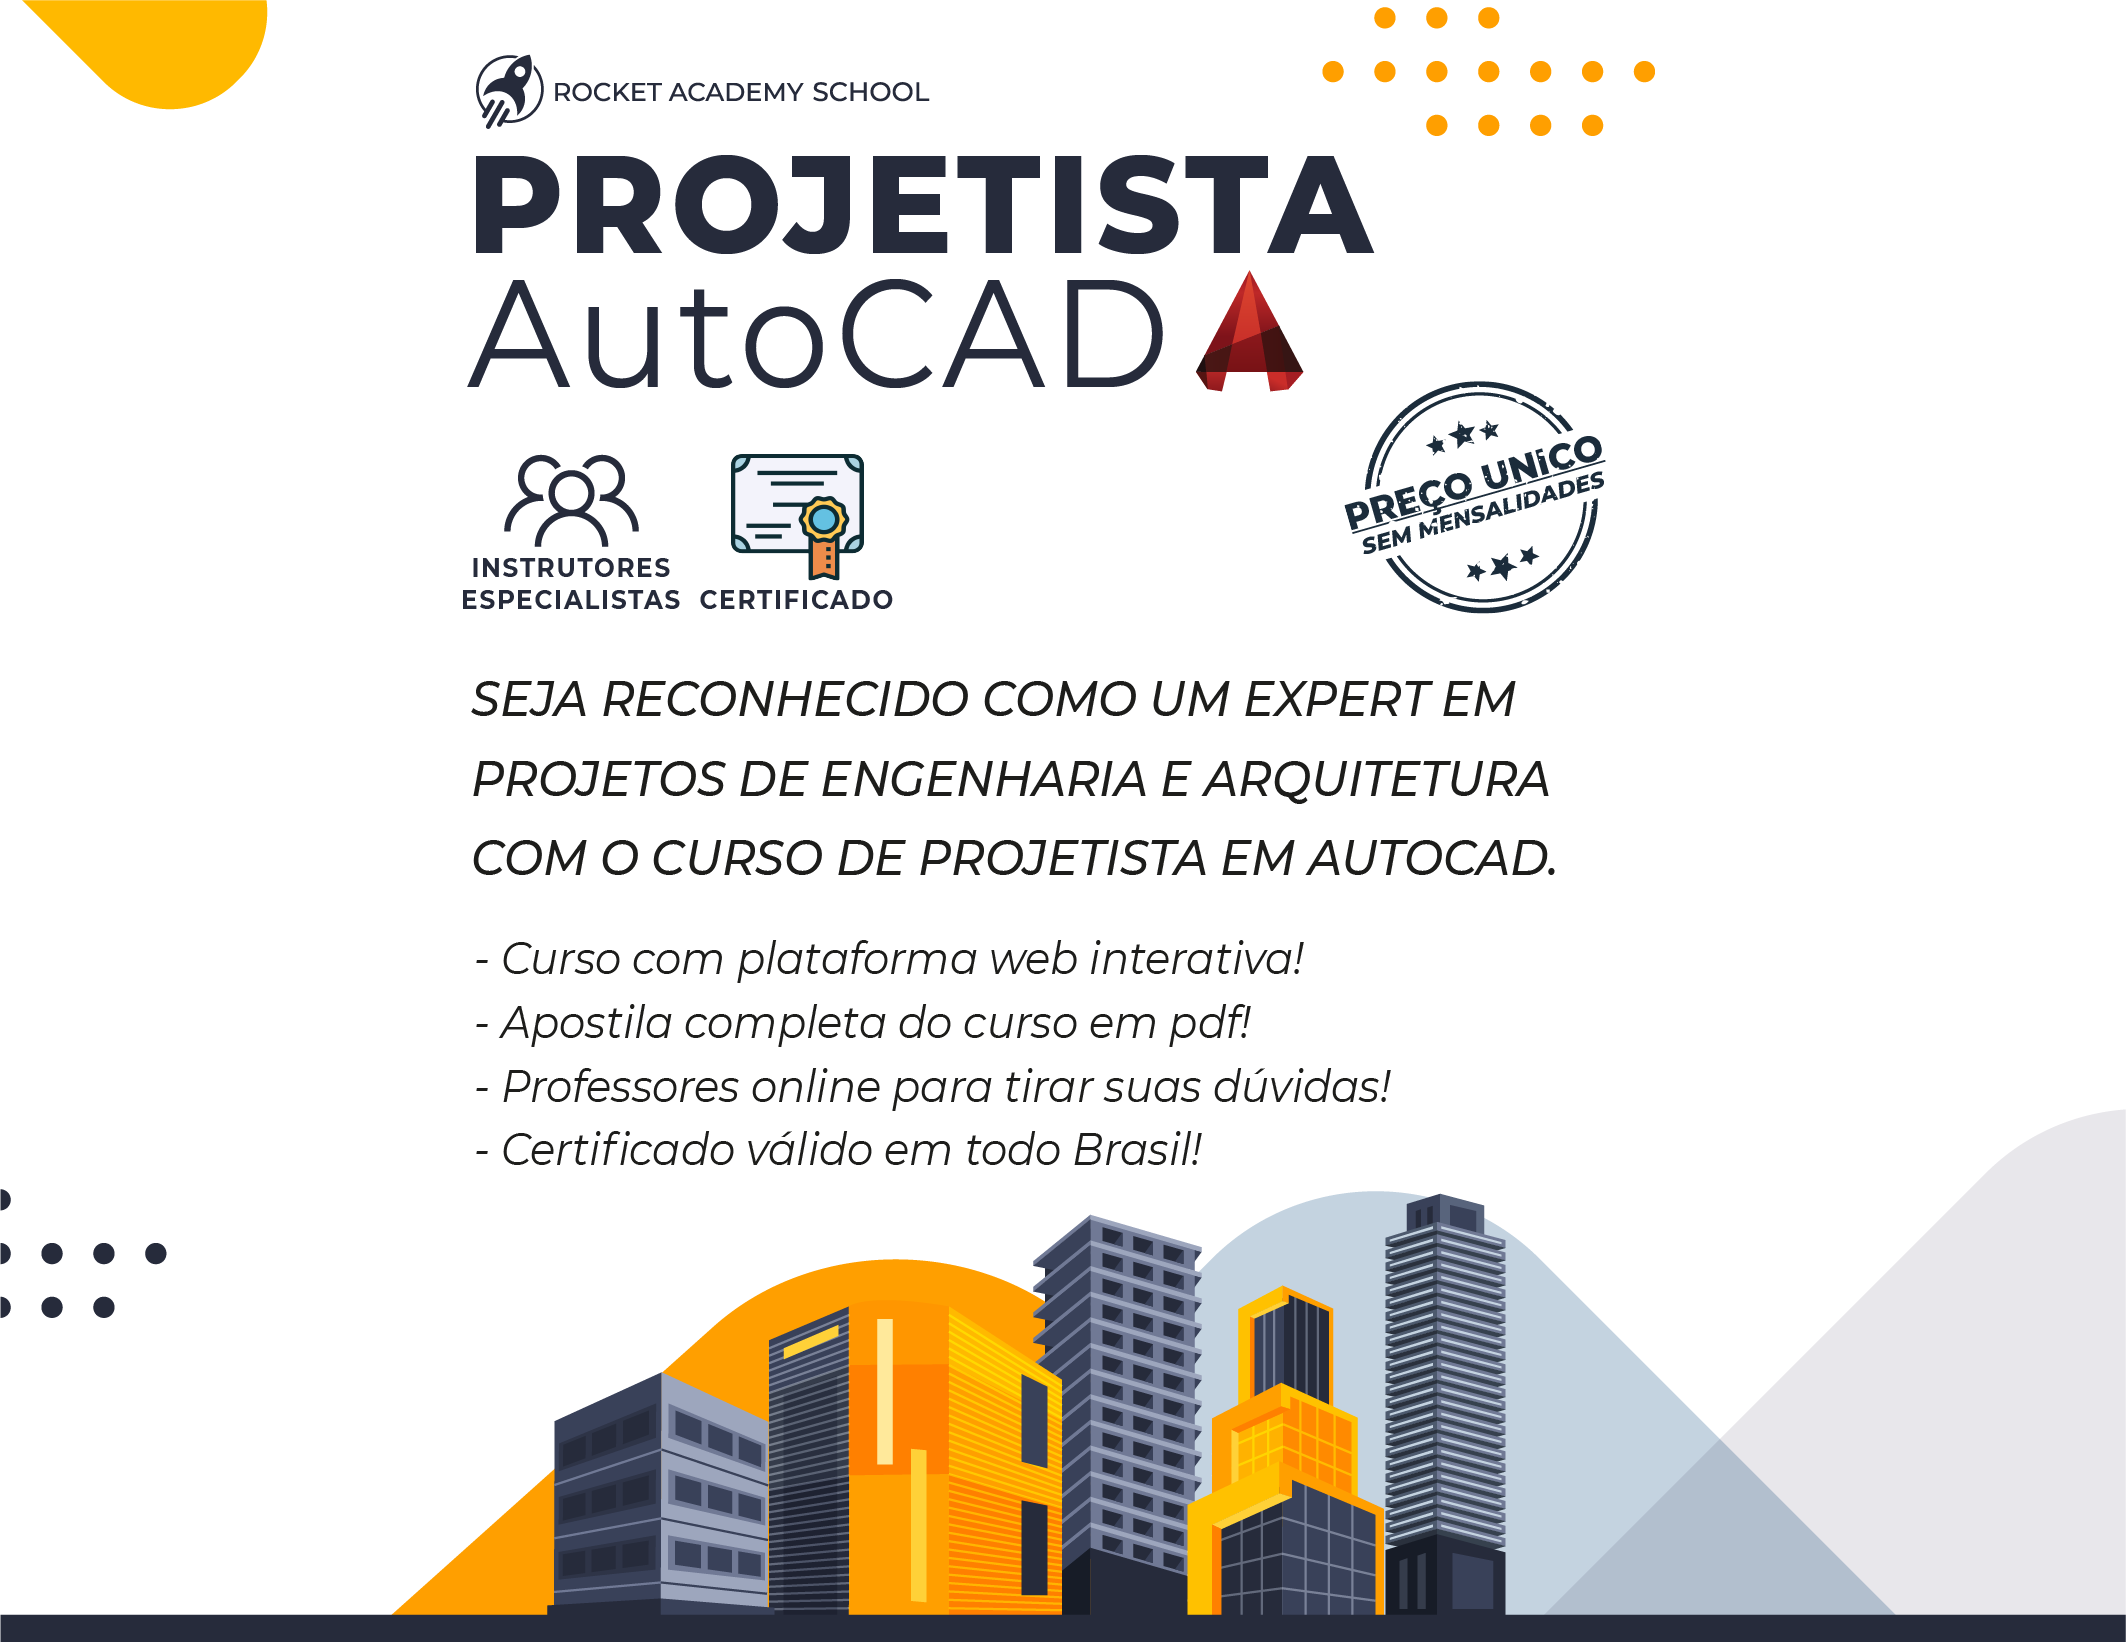 ROCKET ACADEMY SCHOOL
PROJETISTA
AutoCAD
PREÇO UNiCO
SEM MENSALIDADES
INSTRUTORES
ESPECIALISTAS
CERTIFICADO
SEJA RECONHECIDO COMO UM EXPERT EM
PROJETOS DE ENGENHARIA E ARQUITETURA
COM O CURSO DE PROJETISTA EM AUTOCAD.
- Curso com plataforma web interativa!
- Apostila completa do curso em pdf!
- Professores online para tirar suas dúvidas!
- Certificado válido em todo Brasil!